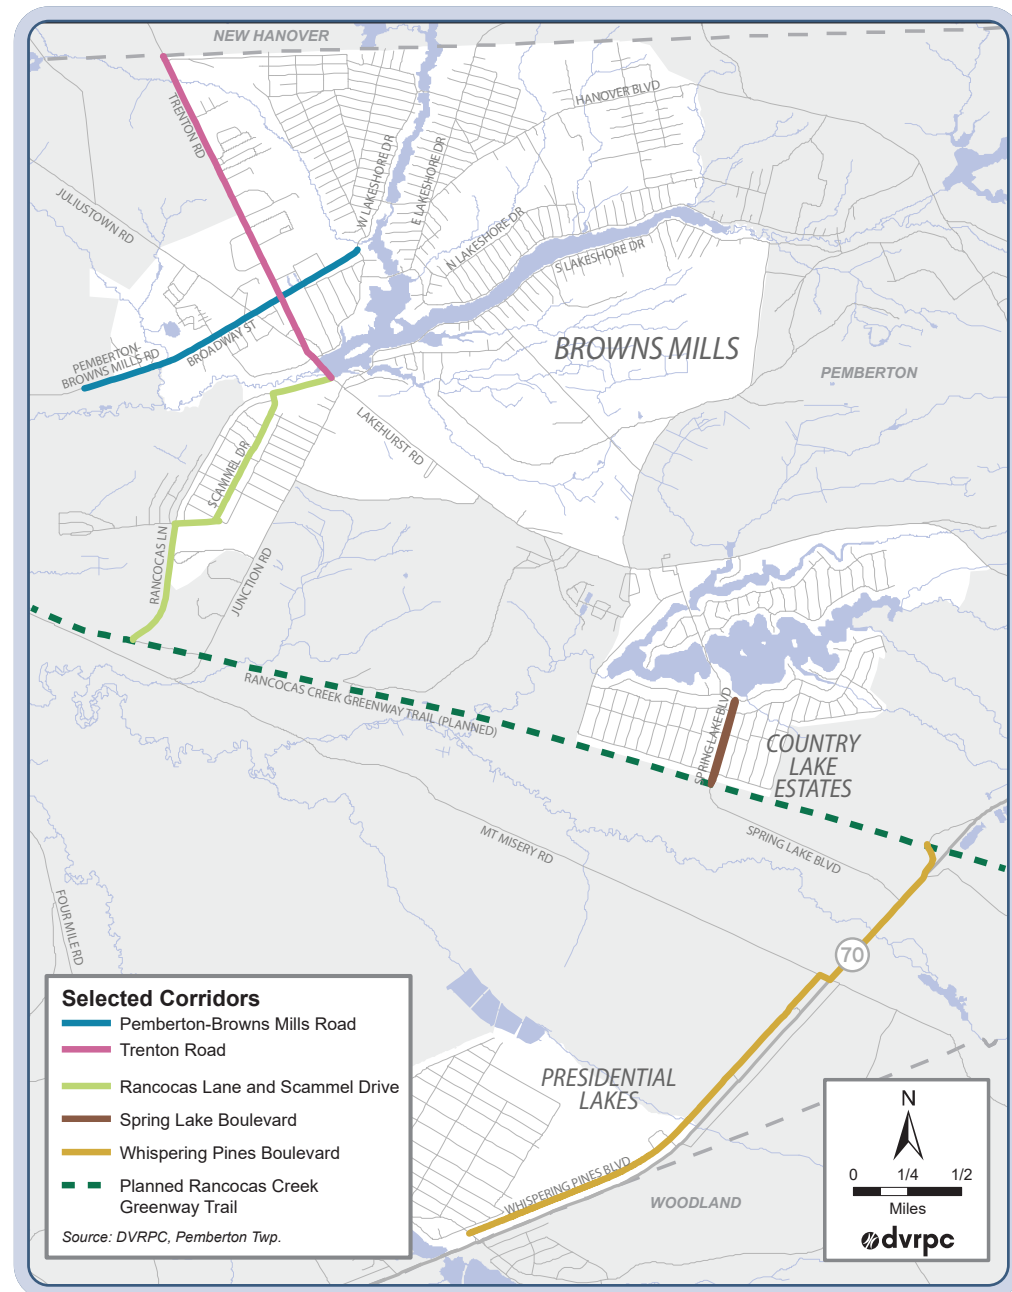 NEW HANOVER
TRENTON RD
HANOVER BLVD
W LAKESHORE DR
E LAKESHORE DR
JULIUSTOWN RD
N LAKESHORE DR
S LAKESHORE DR
BROADWAY ST
PEMBERTON-
BROWNS MILLS RD
BROWNS MILLS
PEMBERTON
LAKEHURST RD
SCAMMEL DR
RANCOCAS LN
JUNCTION RD
RANCOCAS CREEK GREENWAY TRAIL (PLANNED)
SPRING LAKE BLVD
COUNTRY
LAKE
ESTATES
MT MISERY RD
SPRING LAKE BLVD
FOUR MILE RD
70
PRESIDENTIAL
LAKES
WHISPERING PINES BLVD
WOODLAND
Selected Corridors
Pemberton-Browns Mills Road
Trenton Road
Rancocas Lane and Scammel Drive
Spring Lake Boulevard
Whispering Pines Boulevard
Planned Rancocas Creek
Greenway Trail
Source: DVRPC, Pemberton Twp.
N
0 1/4 1/2
Miles
dvrpc